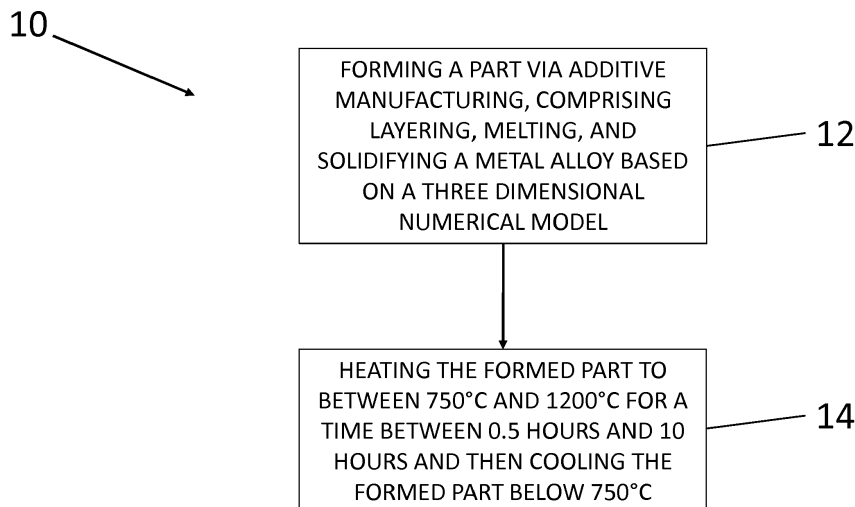 10
FORMING A PART VIA ADDITIVE
MANUFACTURING, COMPRISING
LAYERING, MELTING, AND
SOLIDIFYING A METAL ALLOY BASED
ON A THREE DIMENSIONAL
NUMERICAL MODEL
12
HEATING THE FORMED PART TO
BETWEEN 750°C AND 1200°C FOR A
TIME BETWEEN 0.5 HOURS AND 10
HOURS AND THEN COOLING THE
FORMED PART BELOW 750°C
14